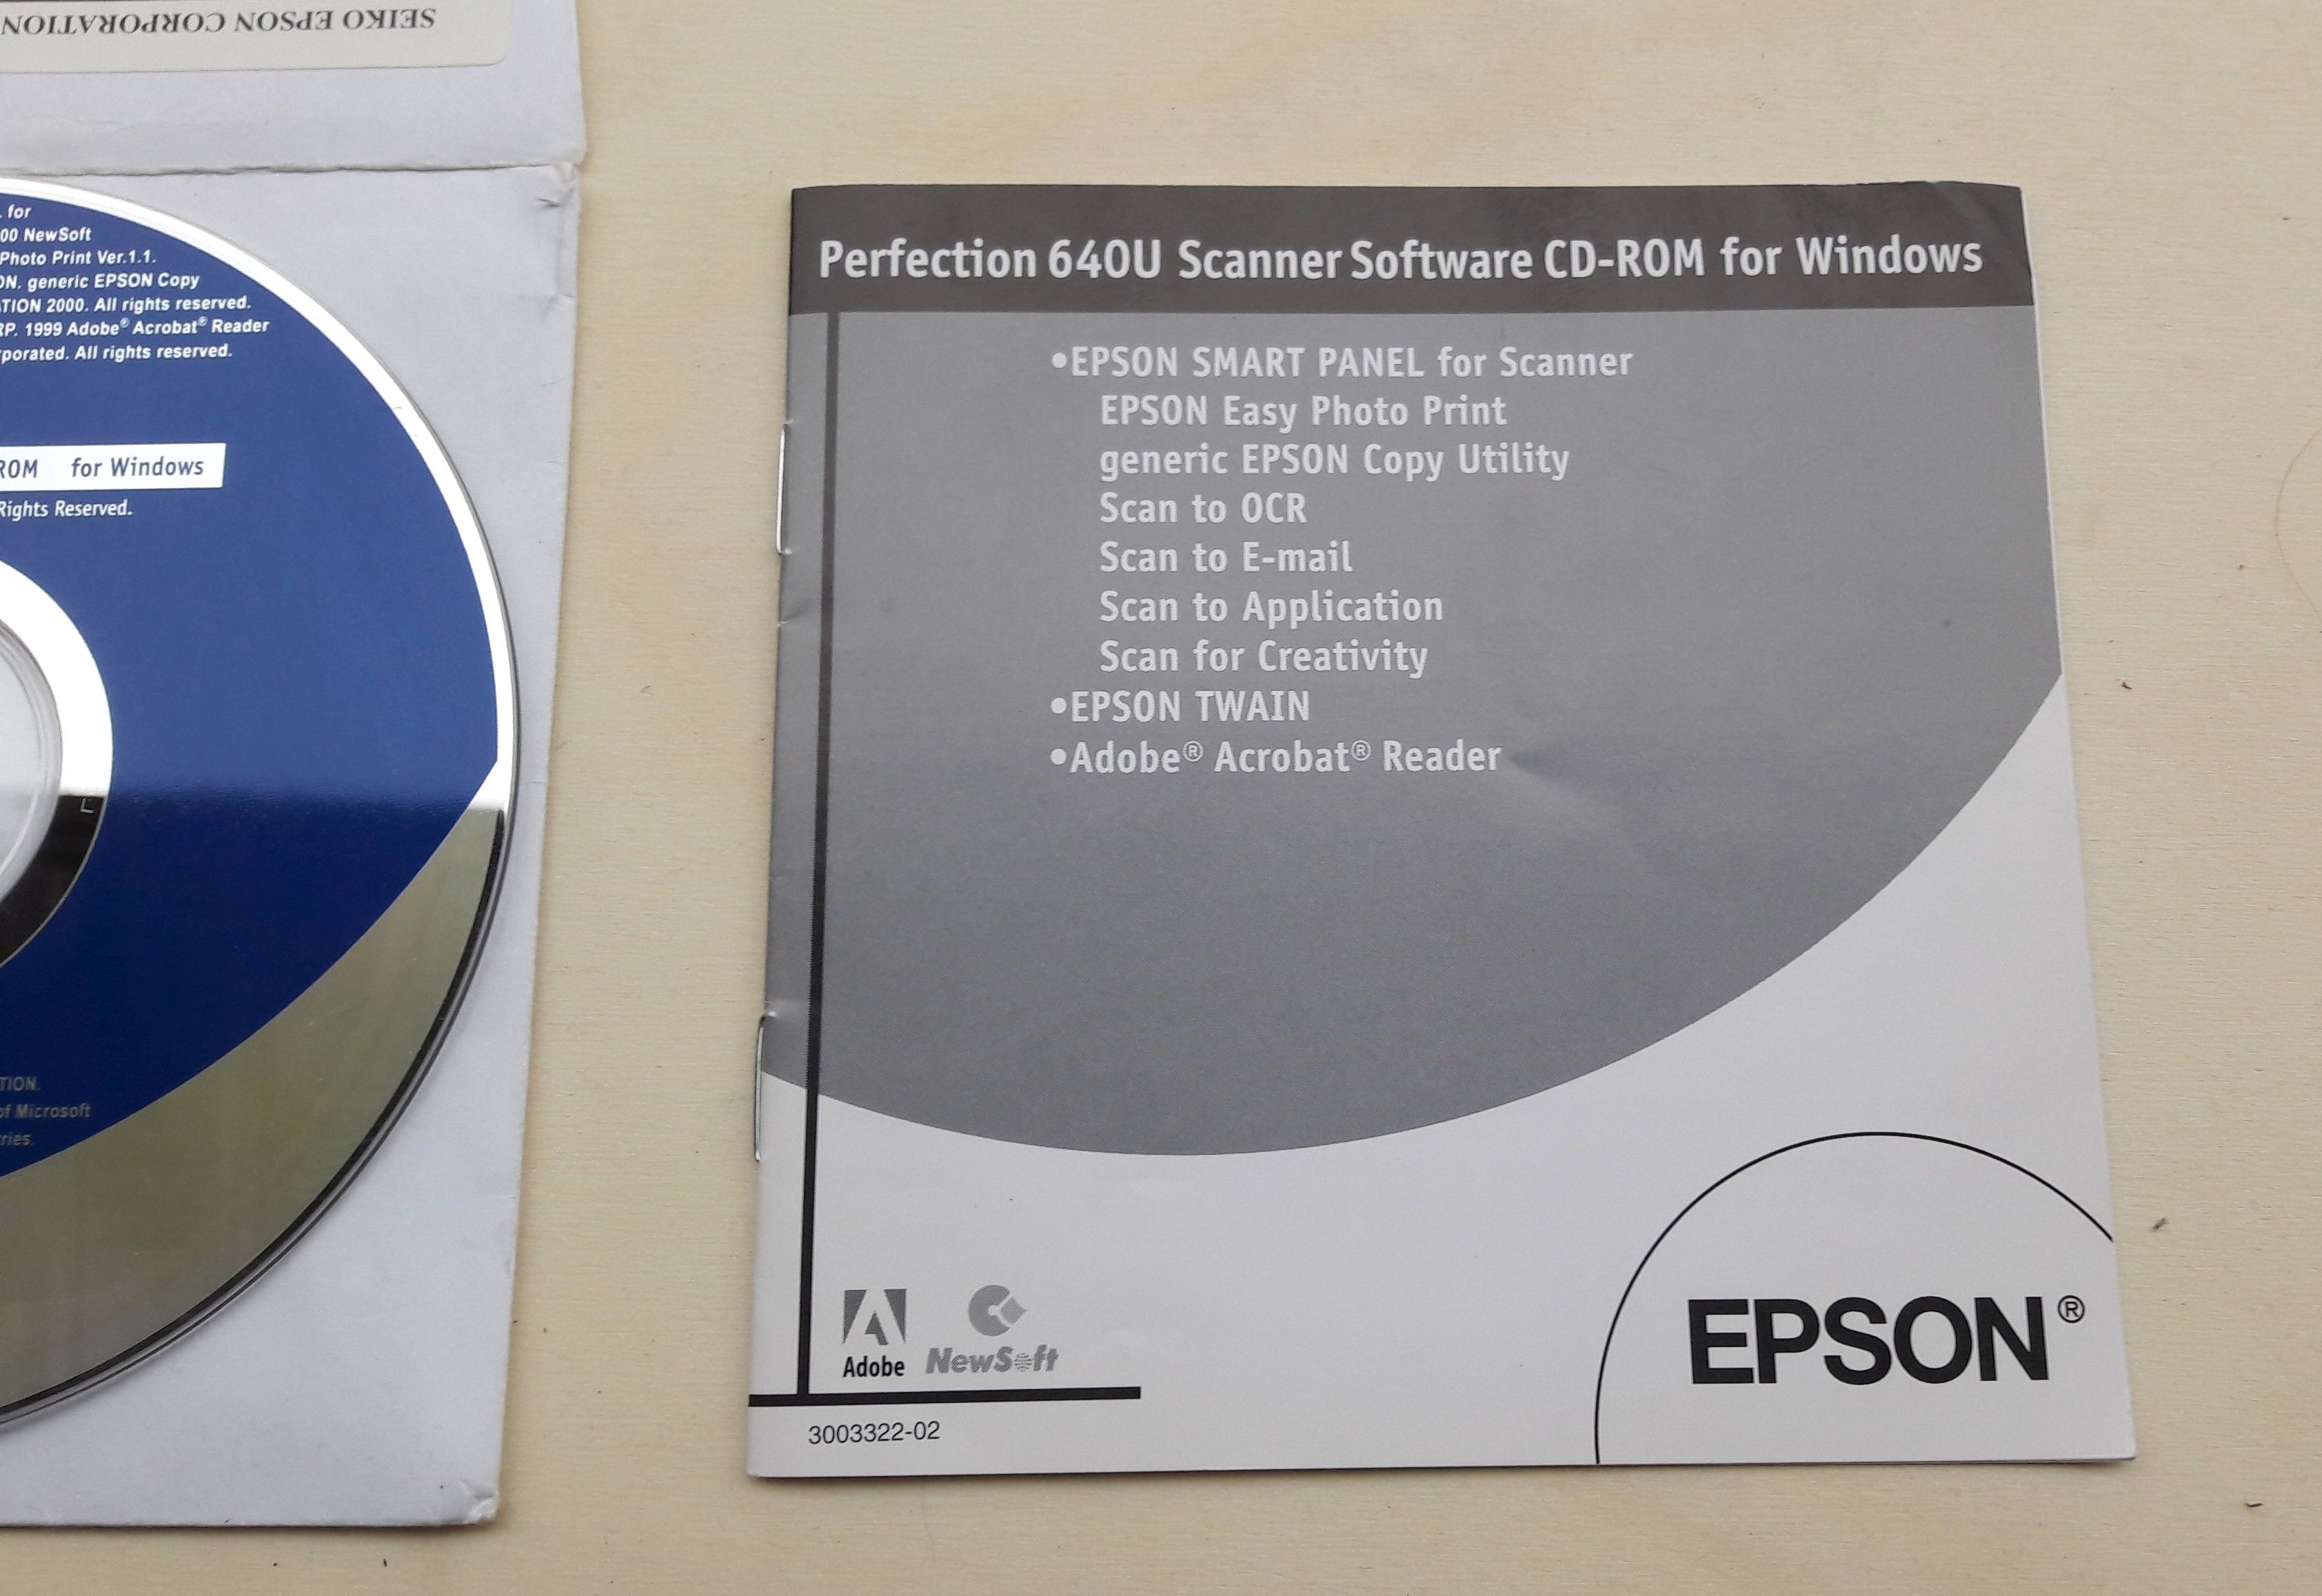 SEIKO EPSON CORPORATION
for
00 NewSoft
Photo Print Ver.1.1.
ON. generic EPSON Copy
TION 2000. All rights reserved.
RP. 1999 Adobe® Acrobat® Reader
porated. All rights reserved.
ROM for Windows
Rights Reserved.
TION.
of Microsoft
tries.
Perfection 640U Scanner Software CD-ROM for Windows
•EPSON SMART PANEL for Scanner
EPSON Easy Photo Print
generic EPSON Copy Utility
Scan to OCR
Scan to E-mail
Scan to Application
Scan for Creativity
•EPSON TWAIN
•Adobe® Acrobat® Reader
Adobe
NewSoft
EPSON®
3003322-02